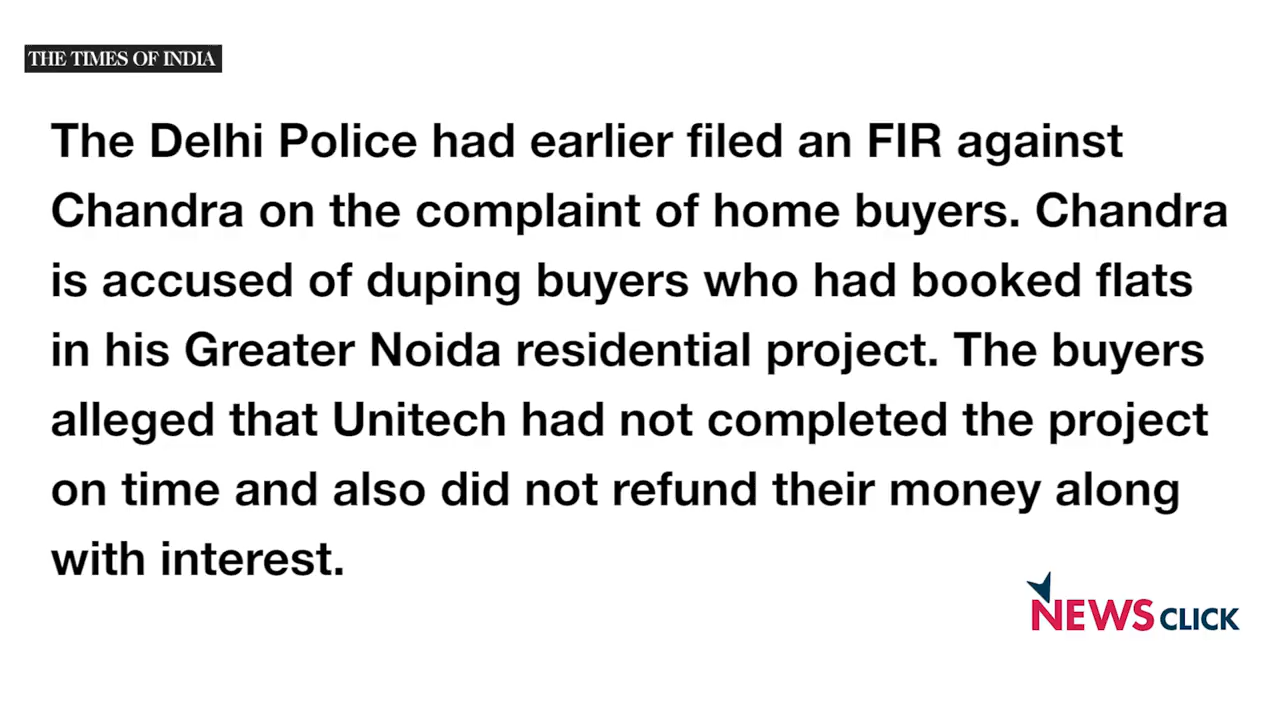 THE TIMES OF INDIA
The Delhi Police had earlier filed an FIR against
Chandra on the complaint of home buyers. Chandra
is accused of duping buyers who had booked flats
in his Greater Noida residential project. The buyers
alleged that Unitech had not completed the project
on time and also did not refund their money along
with interest.
NEWSCLICK